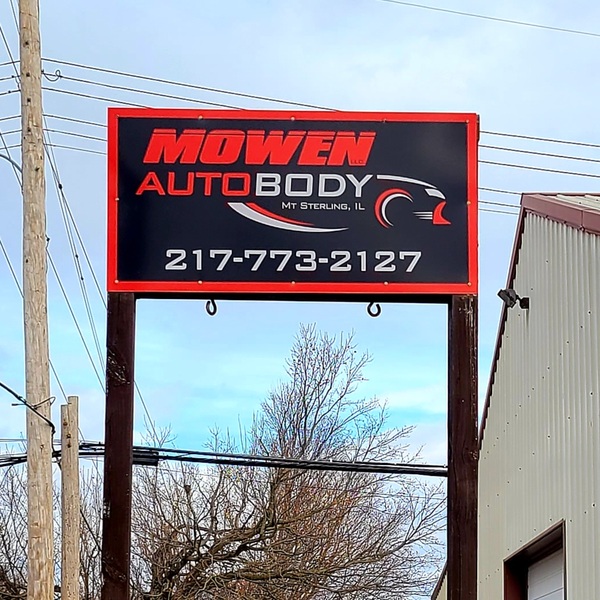 MOWEN LLC
AUTOBODY
MT STERLING, IL
217-773-2127